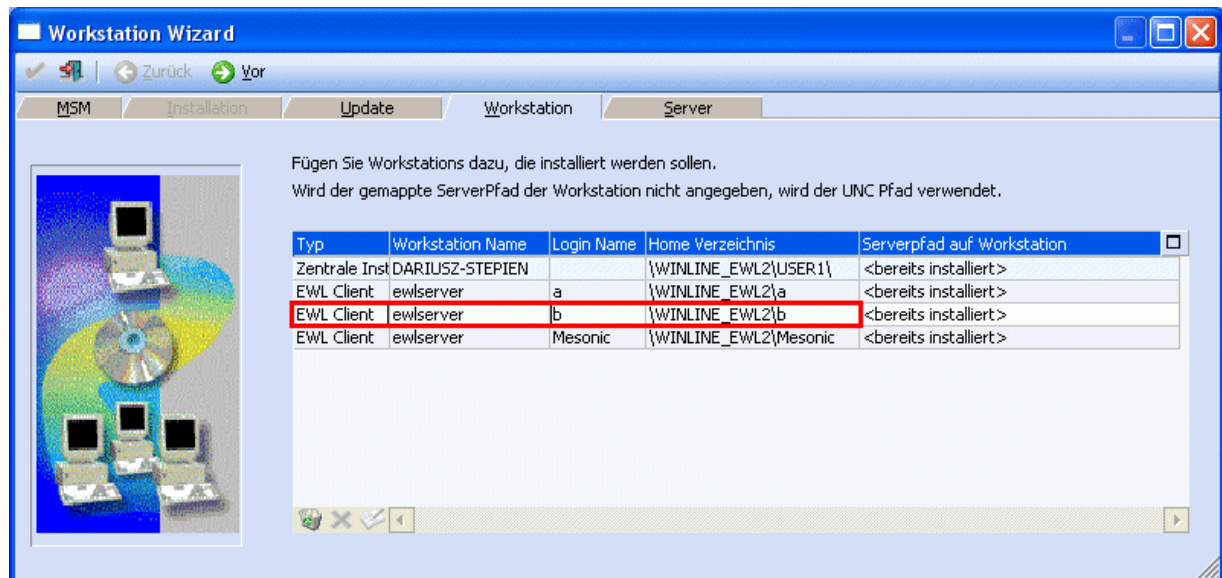 Workstation Wizard
Zurück Vor
MSM Installation Update Workstation Server
Fügen Sie Workstations dazu, die installiert werden sollen.
Wird der gemappte ServerPfad der Workstation nicht angegeben, wird der UNC Pfad verwendet.
Typ Workstation Name Login Name Home Verzeichnis Serverpfad auf Workstation
Zentrale Inst DARIUSZ-STEPIEN \WINLINE_EWL2\USER1\ <bereits installiert>
EWL Client ewlserver a \WINLINE_EWL2\a <bereits installiert>
EWL Client ewlserver b \WINLINE_EWL2\b <bereits installiert>
EWL Client ewlserver Mesonic \WINLINE_EWL2\Mesonic <bereits installiert>